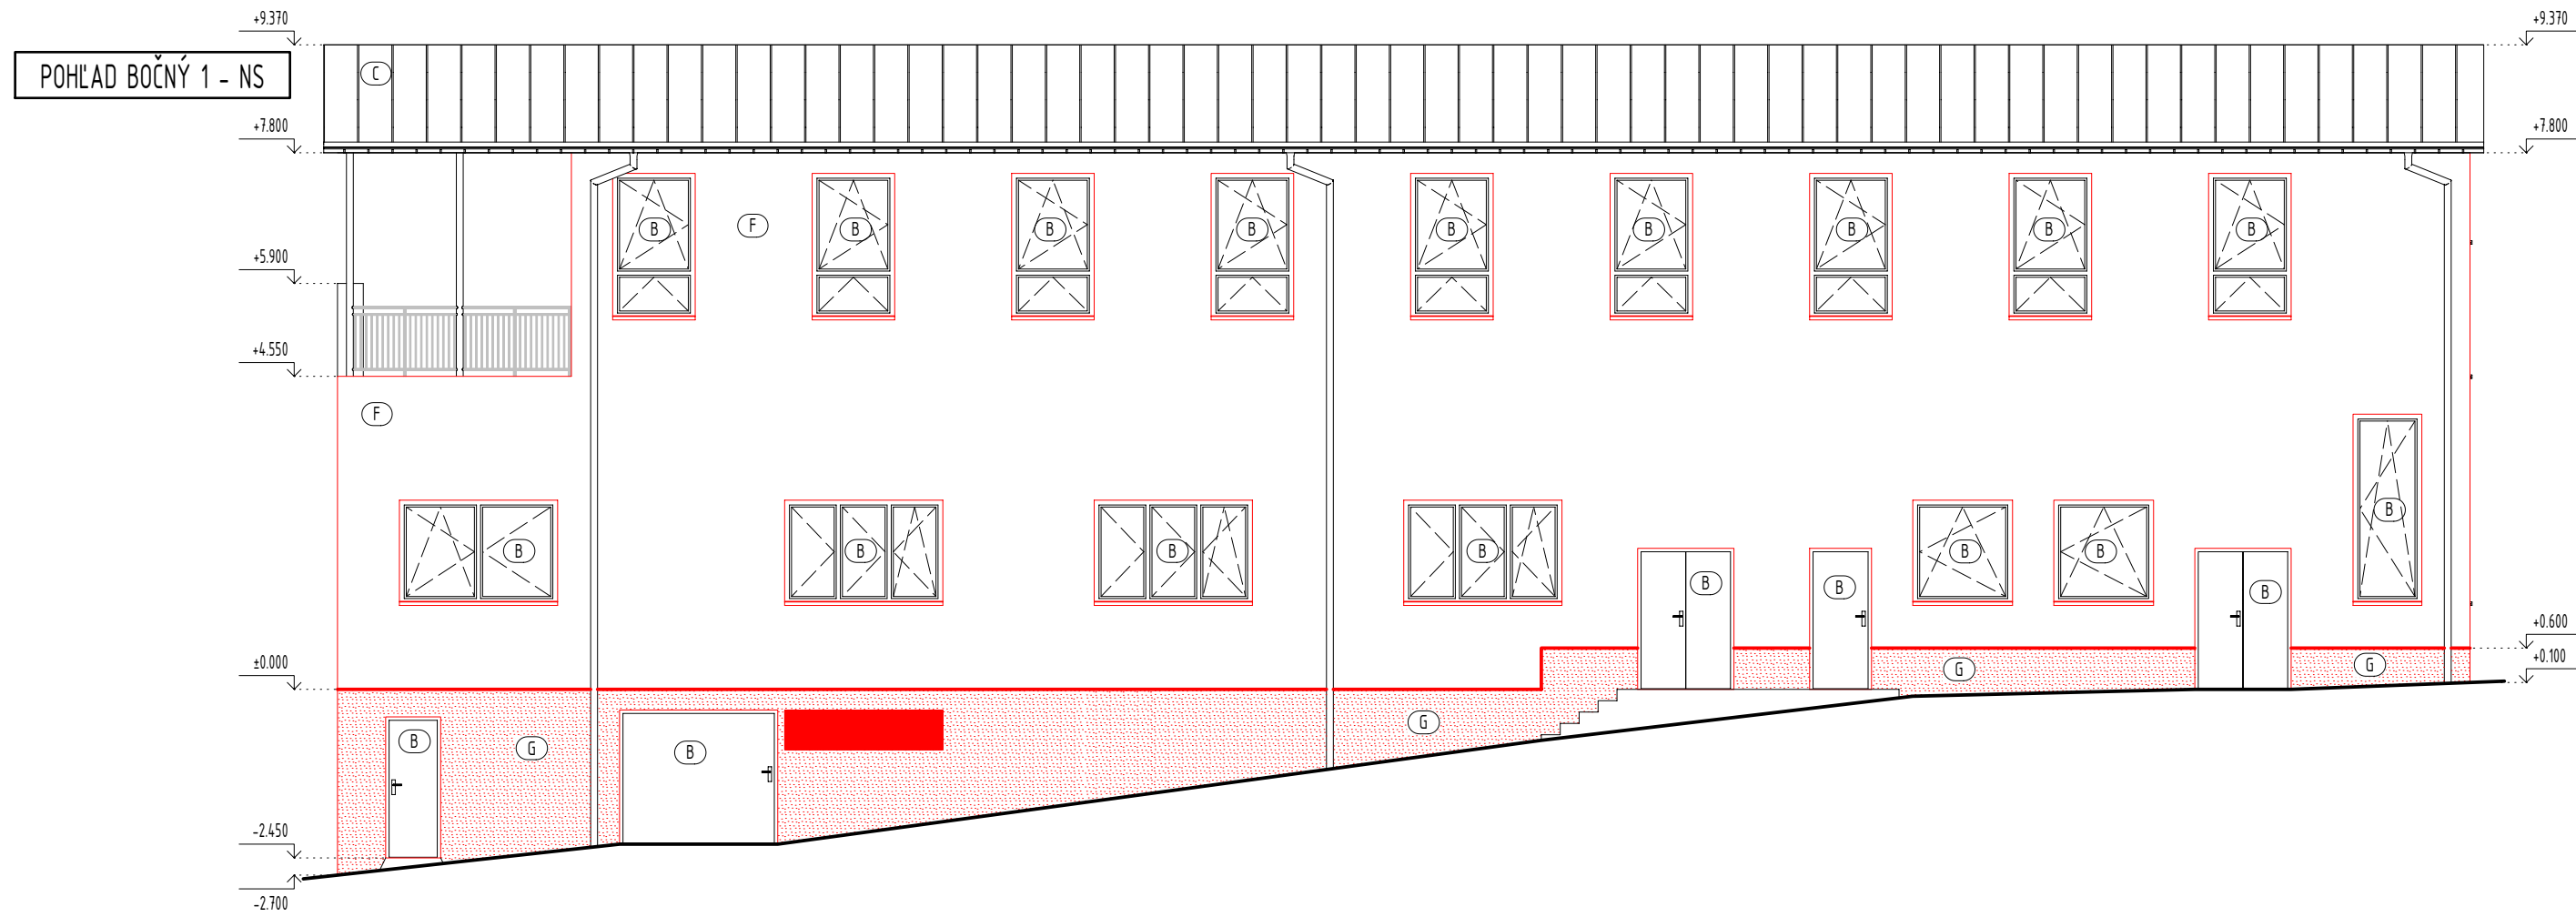 +9.370
+9.370
POHĽAD BOČNÝ 1 - NS
C
+7.800
+7.800
B
F
B
B
B
B
B
B
B
B
+5.900
+4.550
F
B
B
B
B
B
B
B
B
B
B
+0.600
±0.000
+0.100
G
G
G
B
G
B
-2.450
-2.700